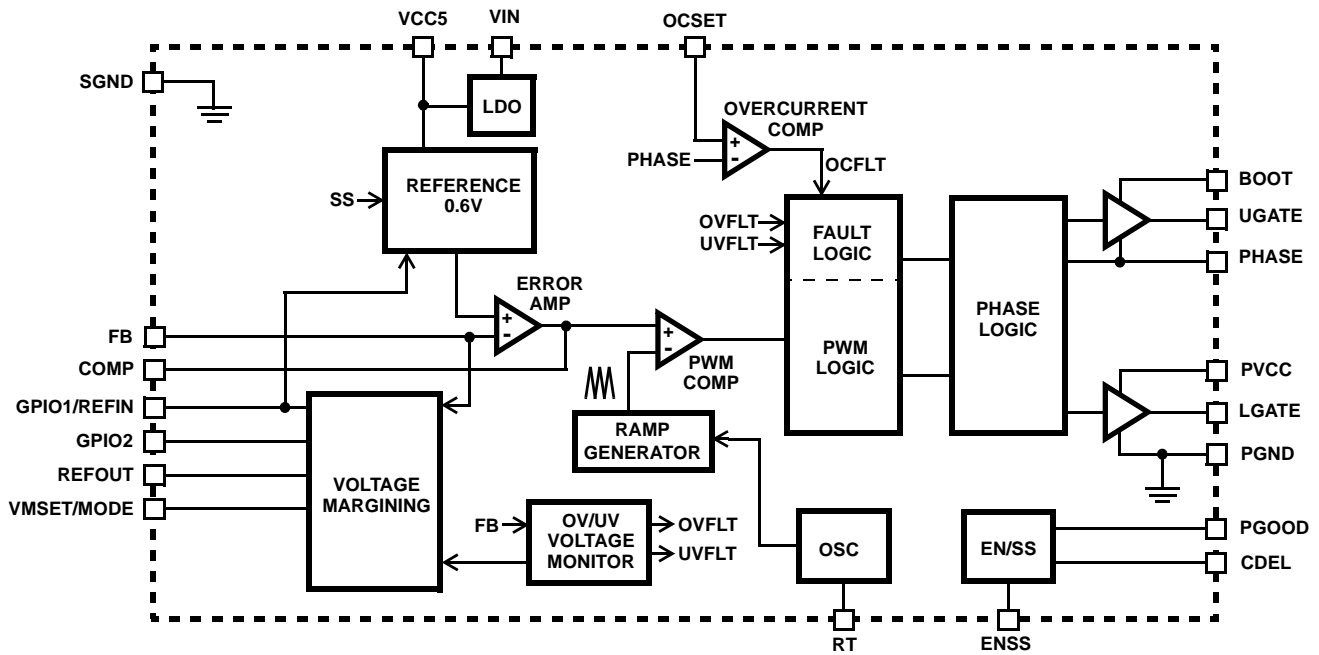 VCC5
VIN
OCSET
SGND
LDO
OVERCURRENT
COMP
+
-
PHASE
OCFLT
REFERENCE
0.6V
SS
OVFLT
UVFLT
FAULT
LOGIC
PWM
LOGIC
PHASE
LOGIC
BOOT
UGATE
PHASE
ERROR
AMP
+
-
+
-
PWM
COMP
FB
COMP
GPIO1/REFIN
GPIO2
REFOUT
VMSET/MODE
VOLTAGE
MARGINING
RAMP
GENERATOR
PVCC
LGATE
PGND
FB
OV/UV
VOLTAGE
MONITOR
OVFLT
UVFLT
OSC
EN/SS
PGOOD
CDEL
RT
ENSS